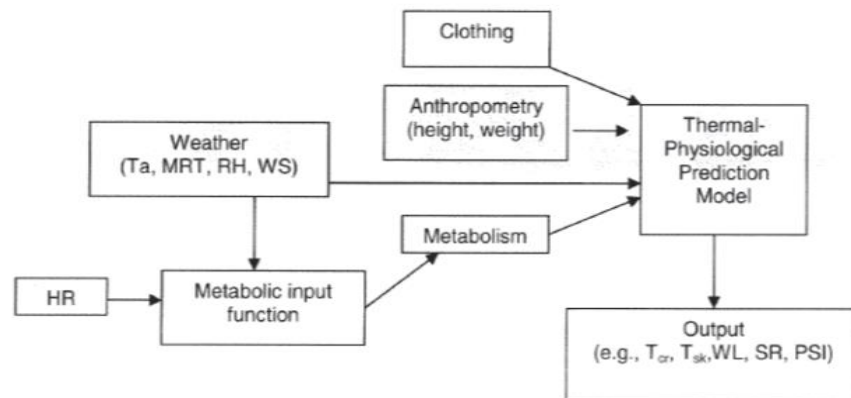 Clothing
Anthropometry
(height, weight)
Thermal-
Physiological
Prediction
Model
Weather
(Ta, MRT, RH, WS)
Metabolism
HR
Metabolic input
function
Output
(e.g., Tcr, Tsk,WL, SR, PSI)